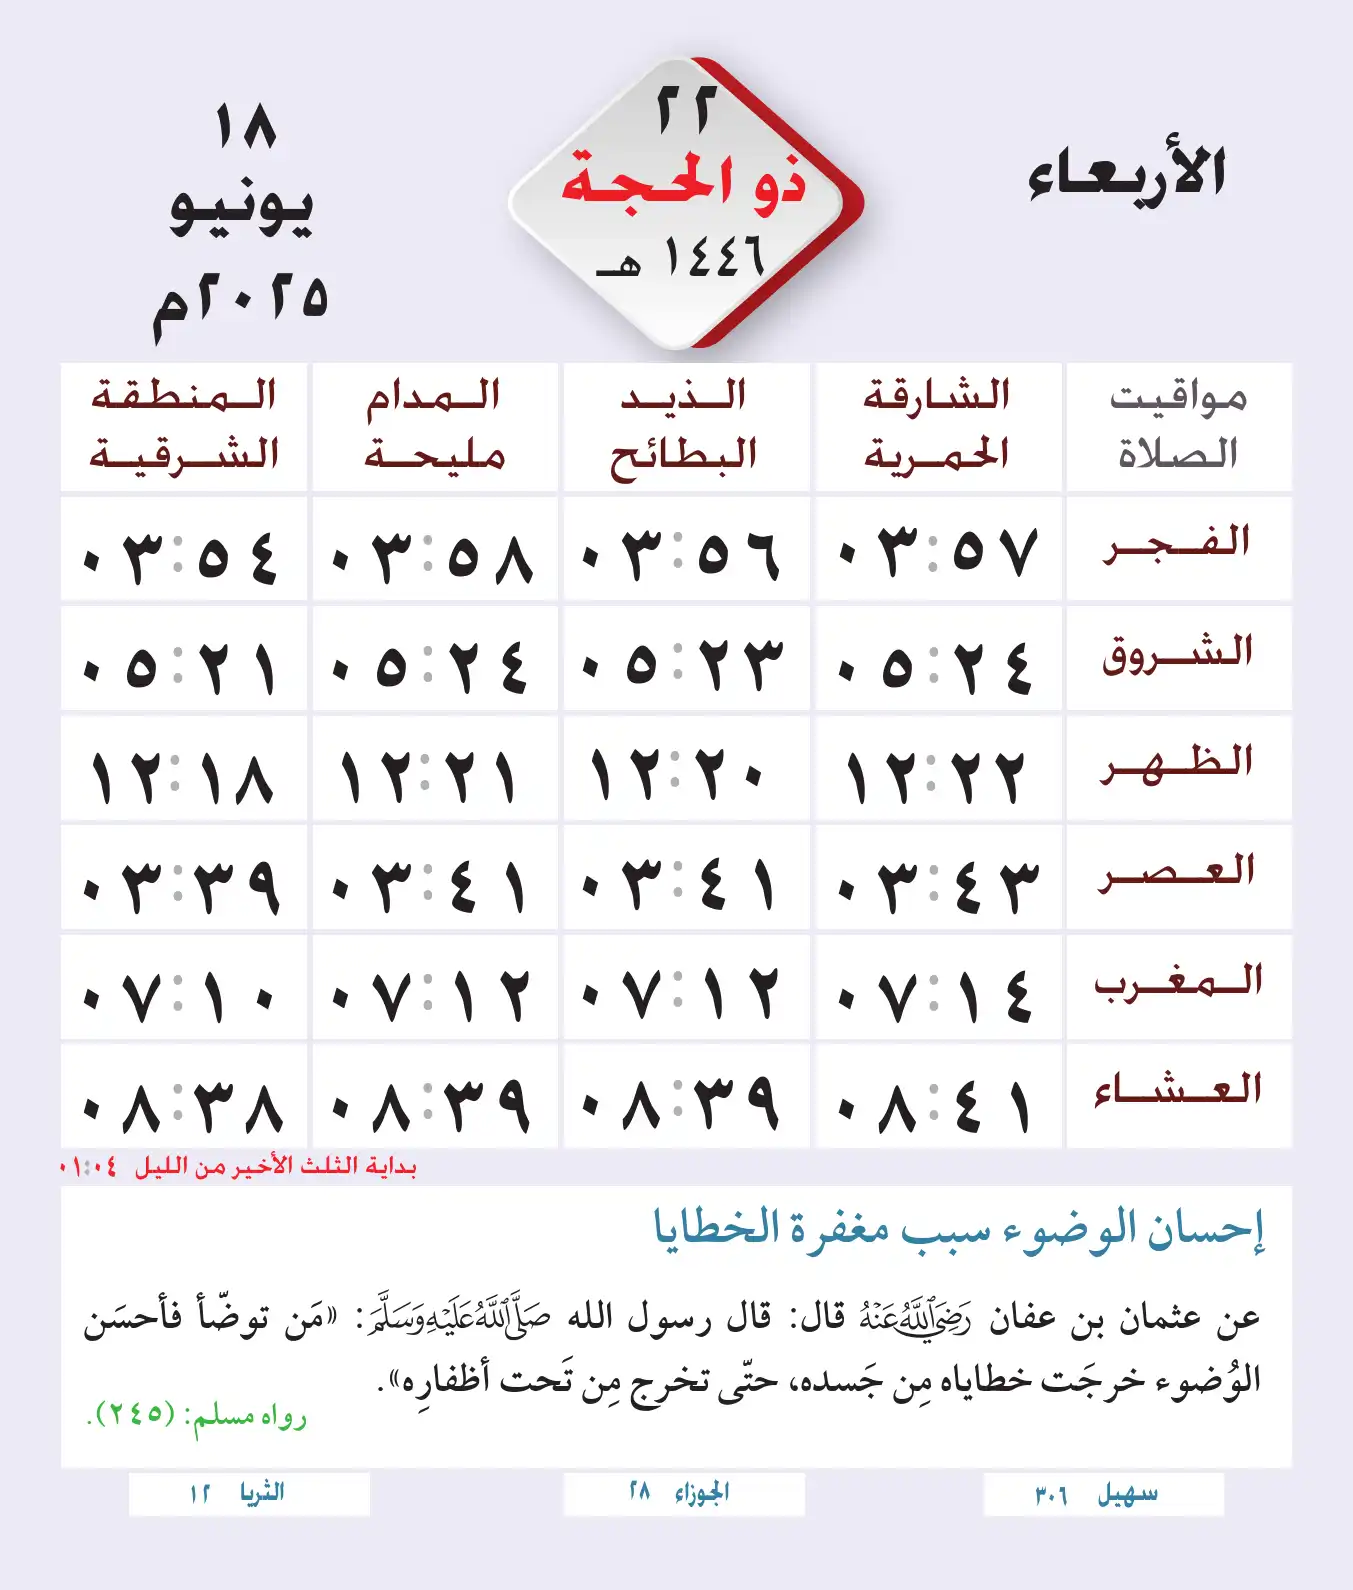 الأربعاء
٢٢
ذو الحجة
١٤٤٦ هـ
١٨
يونيو
٢٠٢٥م
مواقيت الصلاة
الشارقة الحمرية
الذيد البطائح
المدام مليحة
المنطقة الشرقية
الفجر ٠٣:٥٧ ٠٣:٥٦ ٠٣:٥٨ ٠٣:٥٤
الشروق ٠٥:٢٤ ٠٥:٢٣ ٠٥:٢٤ ٠٥:٢١
الظهر ١٢:٢٢ ١٢:٢٠ ١٢:٢١ ١٢:١٨
العصر ٠٣:٤٣ ٠٣:٤١ ٠٣:٤١ ٠٣:٣٩
المغرب ٠٧:١٤ ٠٧:١٢ ٠٧:١٢ ٠٧:١٠
العشاء ٠٨:٤١ ٠٨:٣٩ ٠٨:٣٩ ٠٨:٣٨
بداية الثلث الأخير من الليل ٠١:٠٤
إحسان الوضوء سبب مغفرة الخطايا
عن عثمان بن عفان رَضِيَ اللَّهُ عَنْهُ قال: قال رسول الله صَلَّى اللَّهُ عَلَيْهِ وَسَلَّمَ: «مَن توضّأ فأحسَن
الوُضوء خرجَت خطاياه مِن جَسده، حتّى تخرج مِن تَحت أظفارِه».
رواه مسلم: (٢٤٥).
سهيل ٣٠٦
الجوزاء ٢٨
الثريا ١٢